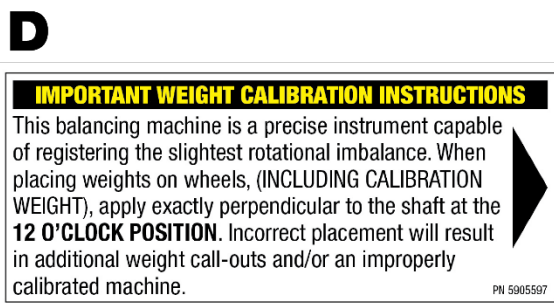 D
IMPORTANT WEIGHT CALIBRATION INSTRUCTIONS
This balancing machine is a precise instrument capable
of registering the slightest rotational imbalance. When
placing weights on wheels, (INCLUDING CALIBRATION
WEIGHT), apply exactly perpendicular to the shaft at the
12 O'CLOCK POSITION. Incorrect placement will result
in additional weight call-outs and/or an improperly
calibrated machine.
PN 5905597